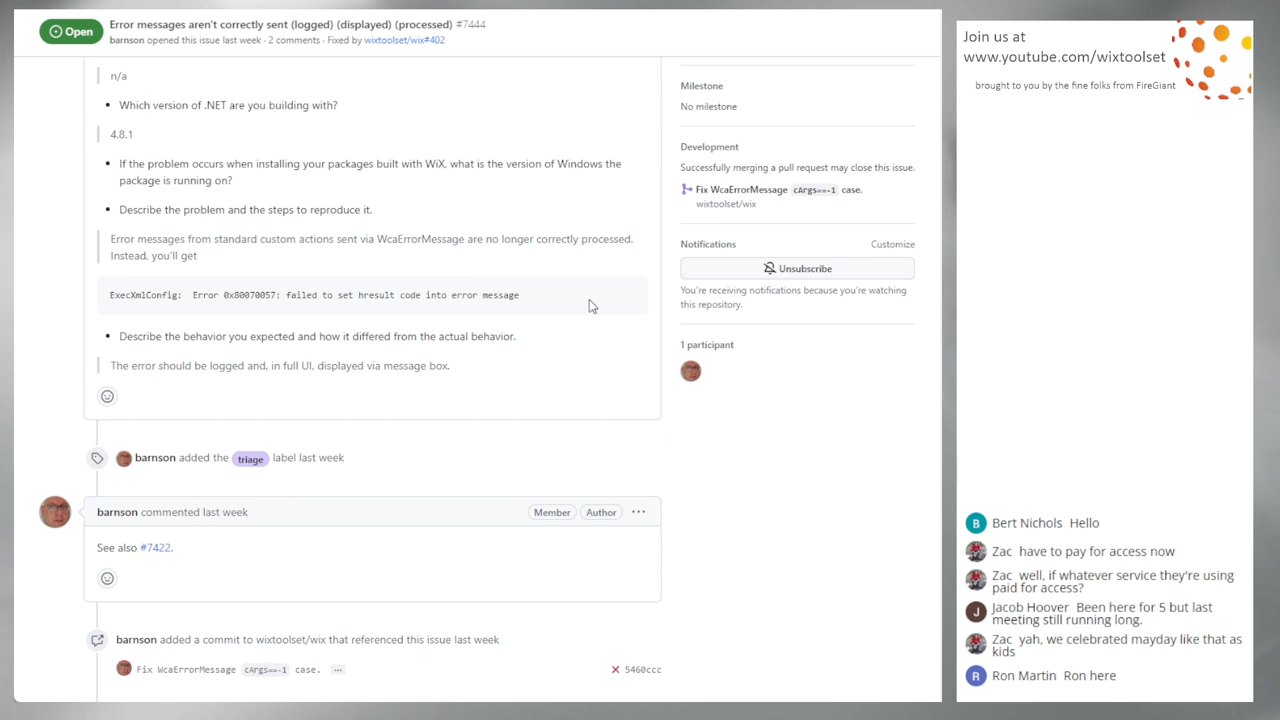 Open
Error messages aren't correctly sent (logged) (displayed) (processed) #7444
barnson opened this issue last week · 2 comments · Fixed by wixtoolset/wix#402
n/a
• Which version of .NET are you building with?
4.8.1
• If the problem occurs when installing your packages built with WiX, what is the version of Windows the
package is running on?
• Describe the problem and the steps to reproduce it.
Error messages from standard custom actions sent via WcaErrorMessage are no longer correctly processed.
Instead, you'll get
ExecXmlConfig:  Error 0x80070057: failed to set hresult code into error message
• Describe the behavior you expected and how it differed from the actual behavior.
The error should be logged and, in full UI, displayed via message box.
barnson added the triage label last week
barnson commented last week
Member
Author
···
See also #7422.
barnson added a commit to wixtoolset/wix that referenced this issue last week
Fix WcaErrorMessage cArgs==-1 case. ···
5460ccc
Milestone
No milestone
Development
Successfully merging a pull request may close this issue.
Fix WcaErrorMessage cArgs==-1 case.
wixtoolset/wix
Notifications
Customize
Unsubscribe
You're receiving notifications because you're watching
this repository.
1 participant
Join us at
www.youtube.com/wixtoolset
brought to you by the fine folks from FireGiant
B Bert Nichols Hello
Zac have to pay for access now
Zac well, if whatever service they're using
paid for access?
J Jacob Hoover Been here for 5 but last
meeting still running long.
Zac yah, we celebrated mayday like that as
kids
R Ron Martin Ron here